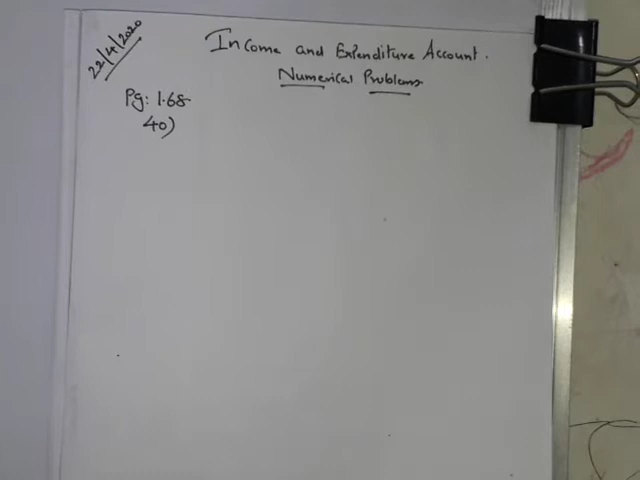 22/4/2020
Income and Expenditure Account.
Numerical Problems
Pg: 1.68
40)